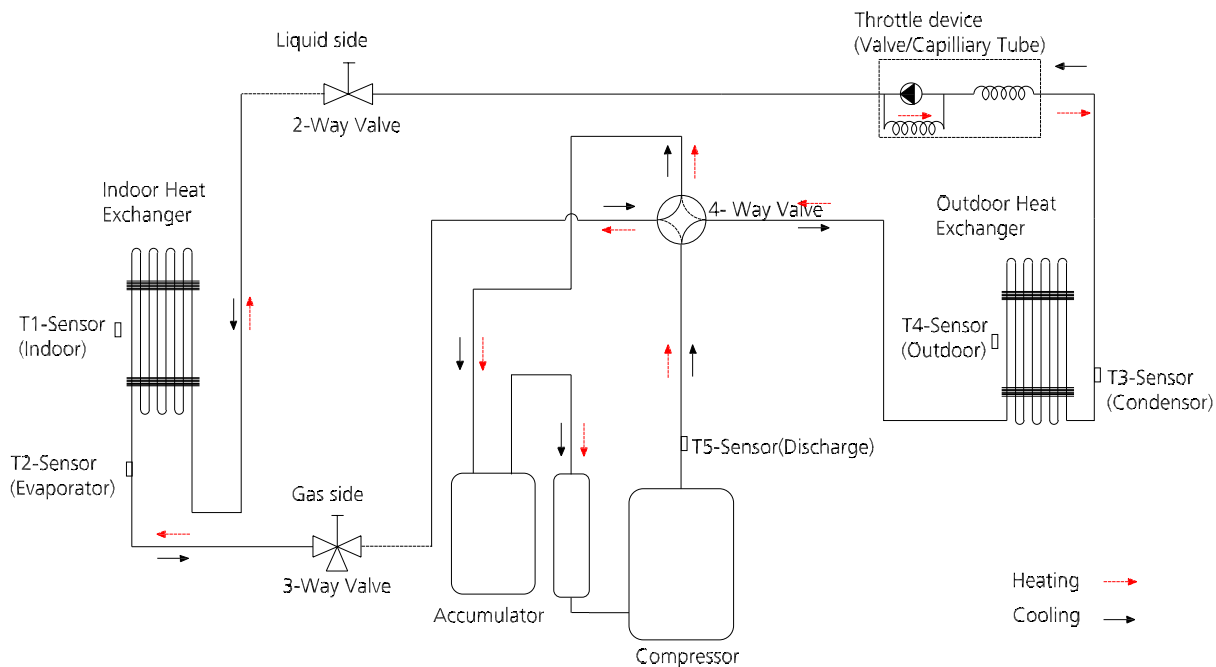 Throttle device
(Valve/Capilliary Tube)
Liquid side
2-Way Valve
Indoor Heat
Exchanger
4- Way Valve
Outdoor Heat
Exchanger
T1-Sensor
(Indoor)
T4-Sensor
(Outdoor)
T3-Sensor
(Condensor)
T5-Sensor(Discharge)
T2-Sensor
(Evaporator)
Gas side
3-Way Valve
Accumulator
Compressor
Heating
Cooling